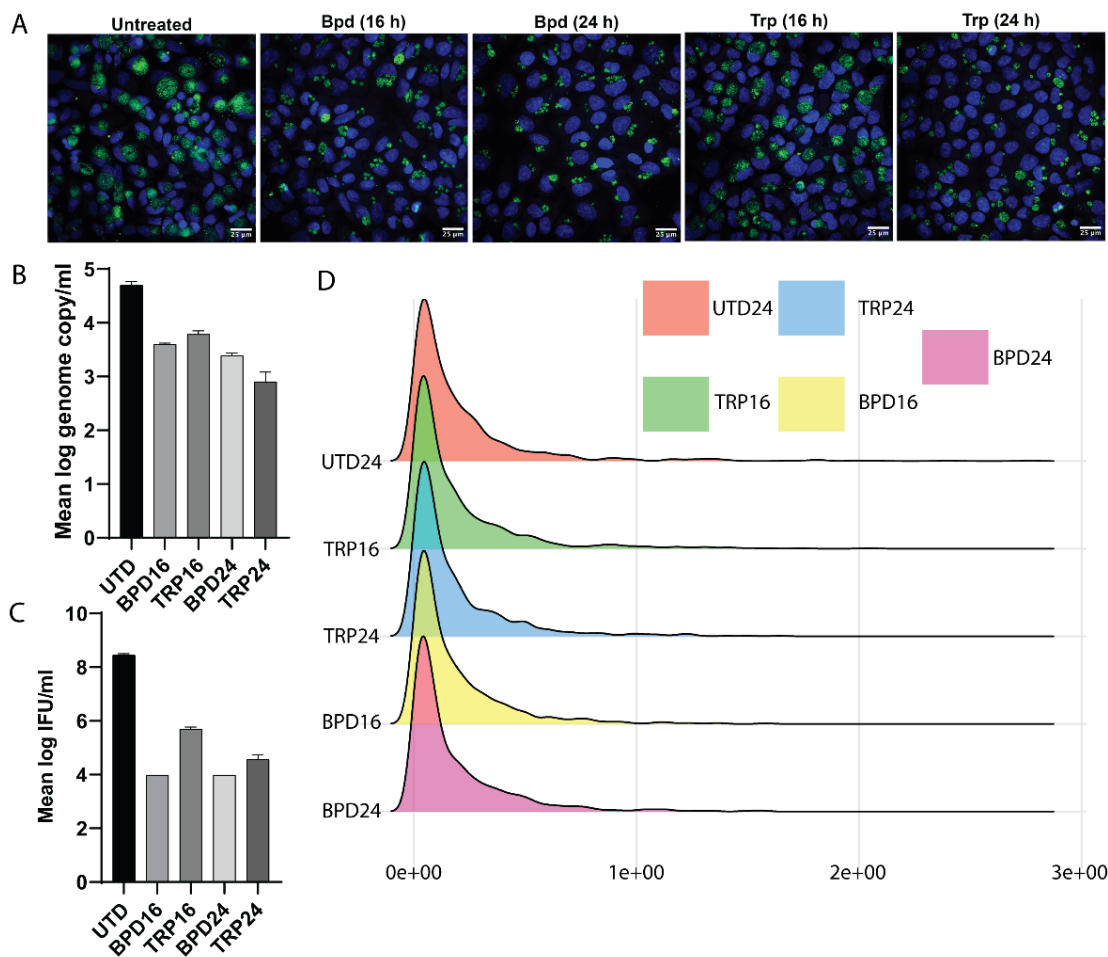 A
Untreated
Bpd (16 h)
Bpd (24 h)
Trp (16 h)
Trp (24 h)
25 µm
25 µm
25 µm
25 µm
25 µm
B
Mean log genome copy/ml
5
4
3
2
1
0
UTD
BPD16
TRP16
BPD24
TRP24
C
Mean log IFU/ml
10
8
6
4
2
0
UTD
BPD16
TRP16
BPD24
TRP24
D
UTD24
TRP24
BPD24
TRP16
BPD16
UTD24
TRP16
TRP24
BPD16
BPD24
0e+00
1e+00
2e+00
3e+00